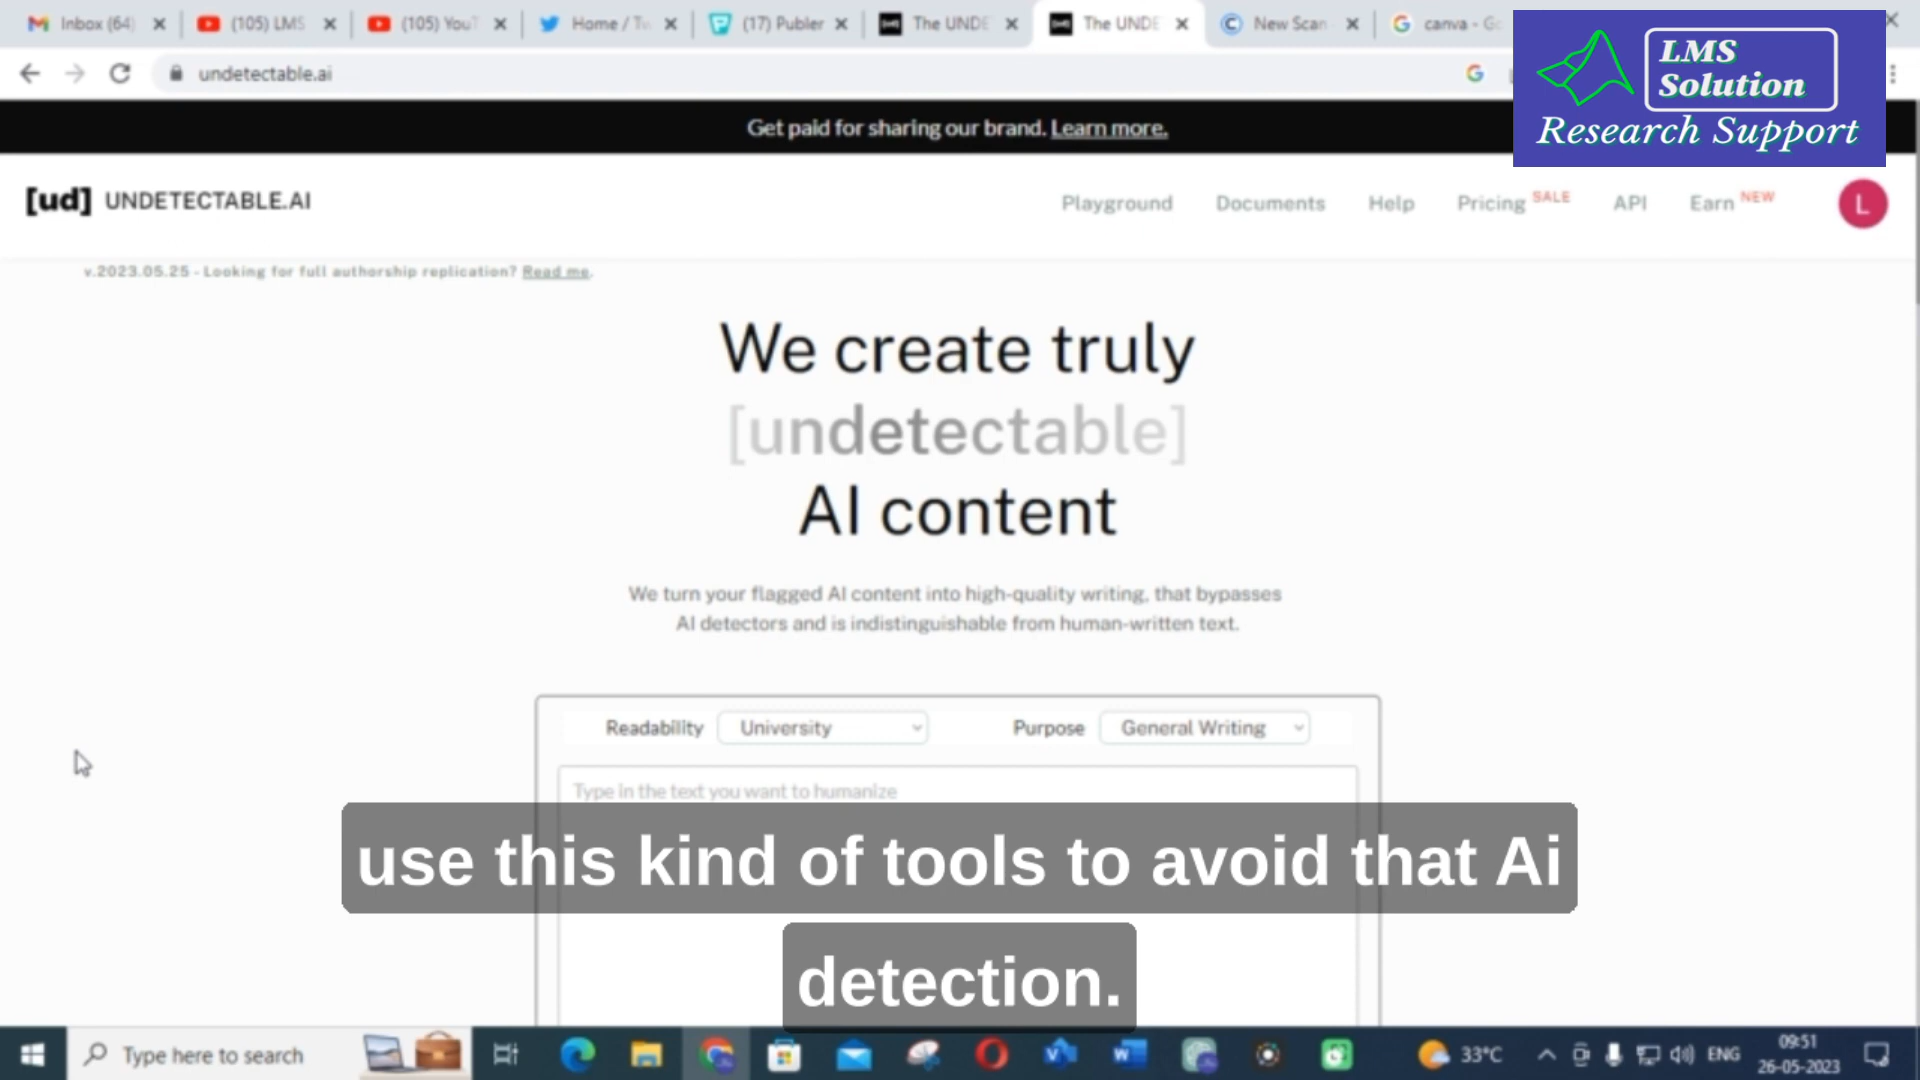 Inbox (64)
(105) LMS
(105) YouT
Home / Tw
(17) Publer
The UNDE
The UNDE
New Scan
canva - Go
undetectable.ai
LMS
Solution
Research Support
Get paid for sharing our brand. Learn more.
[ud] UNDETECTABLE.AI
Playground
Documents
Help
Pricing SALE
API
Earn NEW
L
v.2023.05.25 - Looking for full authorship replication? Read me.
We create truly
[undetectable]
AI content
We turn your flagged AI content into high-quality writing, that bypasses
AI detectors and is indistinguishable from human-written text.
Readability University
Purpose General Writing
Type in the text you want to humanize
use this kind of tools to avoid that Ai
detection.
Type here to search
33°C
ENG
09:51
26-05-2023